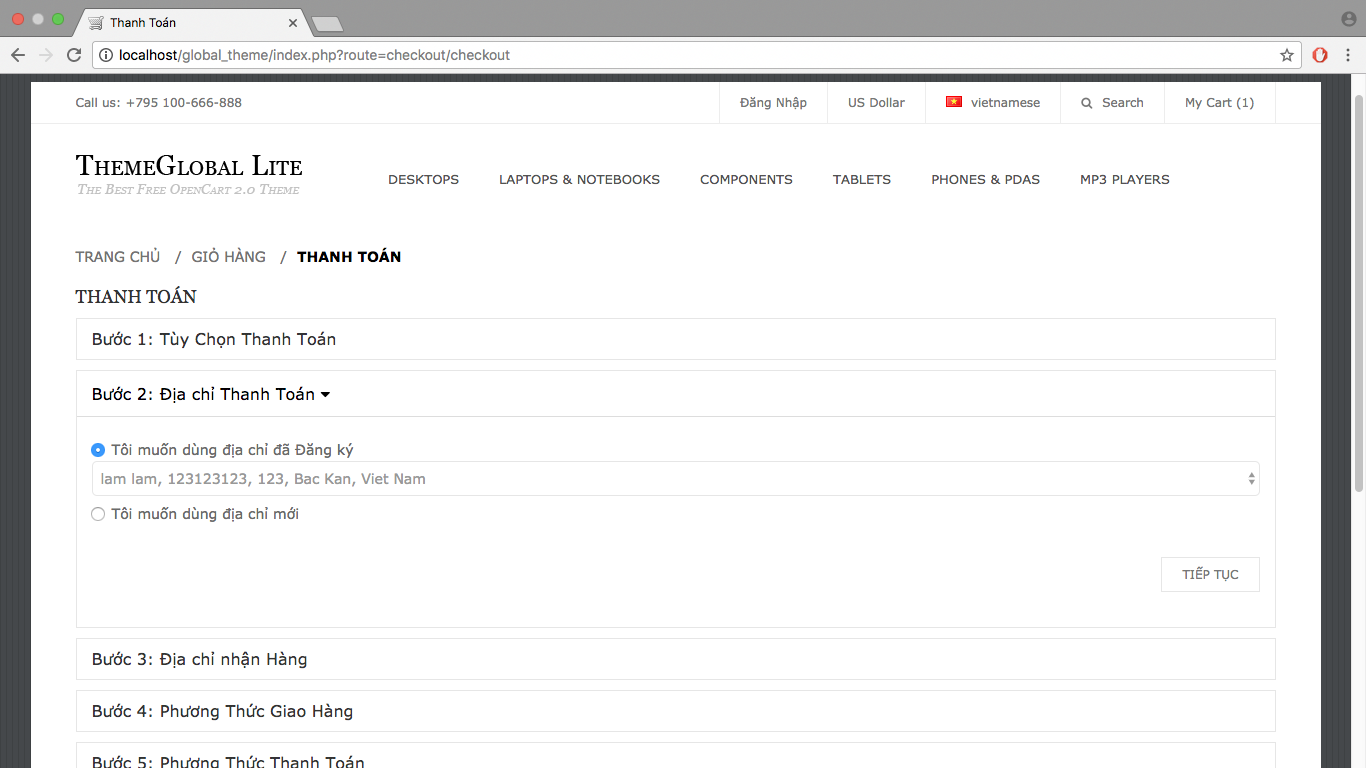 Thanh Toán
localhost/global_theme/index.php?route=checkout/checkout
Call us: +795 100-666-888
Đăng Nhập
US Dollar
vietnamese
Search
My Cart (1)
ThemeGlobal Lite
The Best Free OpenCart 2.0 Theme
DESKTOPS
LAPTOPS & NOTEBOOKS
COMPONENTS
TABLETS
PHONES & PDAS
MP3 PLAYERS
TRANG CHỦ / GIỎ HÀNG / THANH TOÁN
THANH TOÁN
Bước 1: Tùy Chọn Thanh Toán
Bước 2: Địa chỉ Thanh Toán
Tôi muốn dùng địa chỉ đã Đăng ký
lam lam, 123123123, 123, Bac Kan, Viet Nam
Tôi muốn dùng địa chỉ mới
TIẾP TỤC
Bước 3: Địa chỉ nhận Hàng
Bước 4: Phương Thức Giao Hàng
Bước 5: Phương Thức Thanh Toán